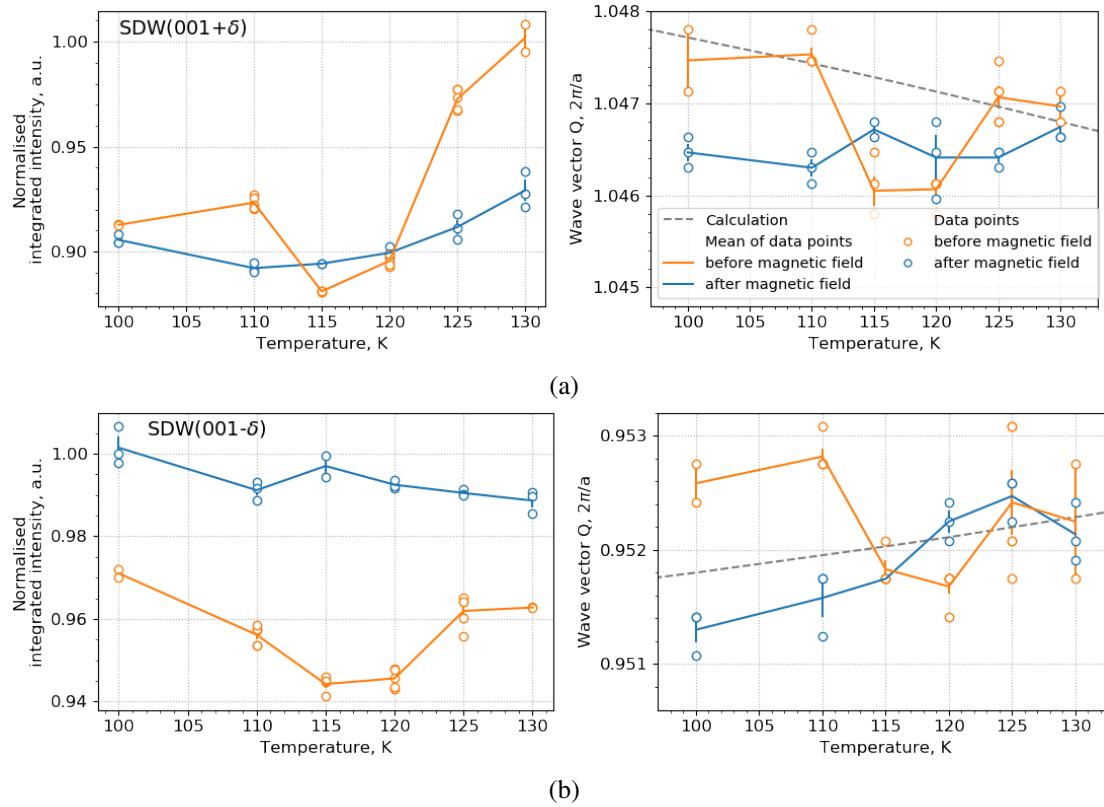 SDW(001+δ)
Normalised
integrated intensity, a.u.
1.00
0.95
0.90
100 105 110 115 120 125 130
Temperature, K
1.048
1.047
1.046
1.045
Wave vector Q, 2π/a
Calculation
Mean of data points
before magnetic field
after magnetic field
Data points
before magnetic field
after magnetic field
100 105 110 115 120 125 130
Temperature, K
(a)
SDW(001-δ)
Normalised
integrated intensity, a.u.
1.00
0.98
0.96
0.94
100 105 110 115 120 125 130
Temperature, K
0.953
0.952
0.951
Wave vector Q, 2π/a
100 105 110 115 120 125 130
Temperature, K
(b)